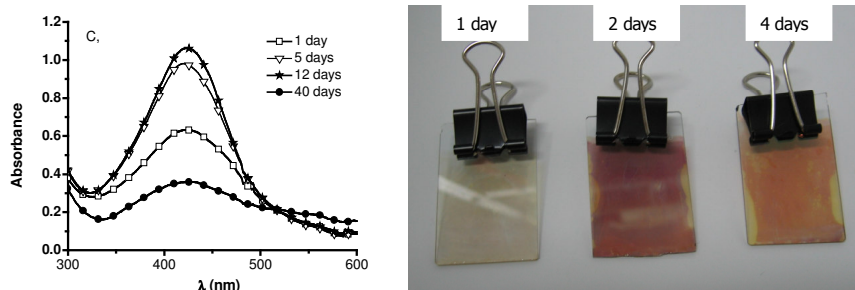 C,
1 day
5 days
12 days
40 days
1.2
1.0
0.8
0.6
0.4
0.2
0.0
Absorbance
300 400 500 600
λ (nm)
1 day 2 days 4 days